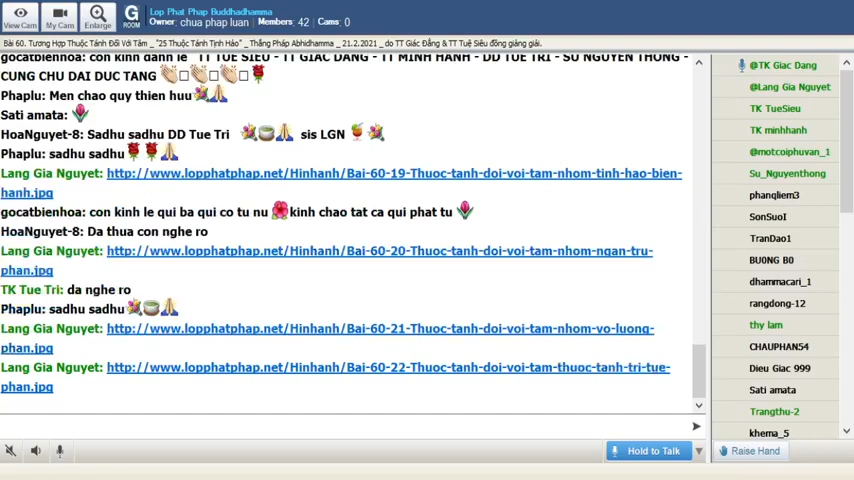 Lop Phat Phap Buddhadhamma
Owner: chua phap luan  Members: 42  Cams: 0
View Cam
My Cam
Enlarge
G ROOM
Bài 60. Tương Hợp Thuộc Tánh Đối Với Tâm _ "25 Thuộc Tánh Tịnh Hảo" _ Thắng Pháp Abhidhamma _ 21.2.2021 _ do TT Giác Đẳng & TT Tuệ Siêu đồng giảng giải.
gocatbienhoa: con kinh danh le TT TUE SIEU - TT GIAC DANG - TT MINH HANH - DD TUE TRI - SU NGUYEN THONG -
CUNG CHU DAI DUC TANG
Phaplu: Men chao quy thien huu
Sati amata:
HoaNguyet-8: Sadhu sadhu DD Tue Tri sis LGN
Phaplu: sadhu sadhu
Lang Gia Nguyet: http://www.lopphatphap.net/Hinhanh/Bai-60-19-Thuoc-tanh-doi-voi-tam-nhom-tinh-hao-bien-
hanh.jpg
gocatbienhoa: con kinh le qui ba qui co tu nu kinh chao tat ca qui phat tu
HoaNguyet-8: Da thua con nghe ro
Lang Gia Nguyet: http://www.lopphatphap.net/Hinhanh/Bai-60-20-Thuoc-tanh-doi-voi-tam-nhom-ngan-tru-
phan.jpg
TK Tue Tri: da nghe ro
Phaplu: sadhu sadhu
Lang Gia Nguyet: http://www.lopphatphap.net/Hinhanh/Bai-60-21-Thuoc-tanh-doi-voi-tam-nhom-vo-luong-
phan.jpg
Lang Gia Nguyet: http://www.lopphatphap.net/Hinhanh/Bai-60-22-Thuoc-tanh-doi-voi-tam-thuoc-tanh-tri-tue-
phan.jpg
Hold to Talk
@TK Giac Dang
@Lang Gia Nguyet
TK TueSieu
TK minhhanh
@motcoiphuvan_1
Su_Nguyenthong
phanqliem3
SonSuoI
TranDao1
BU0NG B0
dhammacari_1
rangdong-12
thy lam
CHAUPHAN54
Dieu Giac 999
Sati amata
Trangthu-2
khema_5
Raise Hand